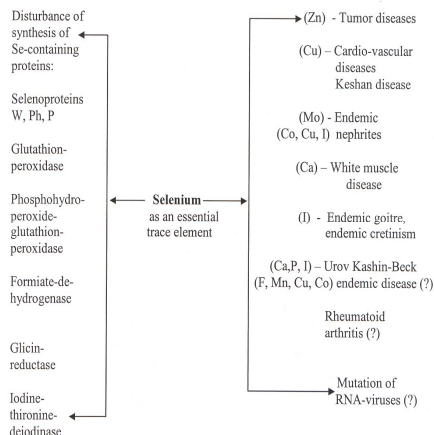 Disturbance of
synthesis of
Se-containing
proteins:
Selenoproteins
W, Ph, P
Glutathion-
peroxidase
Phosphohydro-
peroxide-
glutathion-
peroxidase
Formiate-de-
hydrogenase
Glicin-
reductase
Iodine-
thironine-
deiodinase
Selenium
as an essential
trace element
(Zn) - Tumor diseases
(Cu) – Cardio-vascular
diseases
Keshan disease
(Mo) - Endemic
(Co, Cu, I) nephrites
(Ca) – White muscle
disease
(I) - Endemic goitre,
endemic cretinism
(Ca,P, I) – Urov Kashin-Beck
(F, Mn, Cu, Co) endemic disease (?)
Rheumatoid
arthritis (?)
Mutation of
RNA-viruses (?)